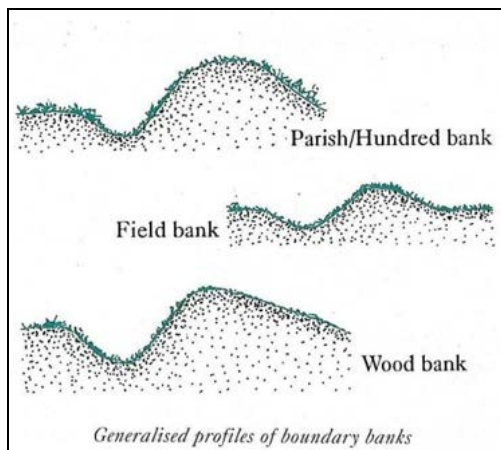 Parish/Hundred bank
Field bank
Wood bank
Generalised profiles of boundary banks